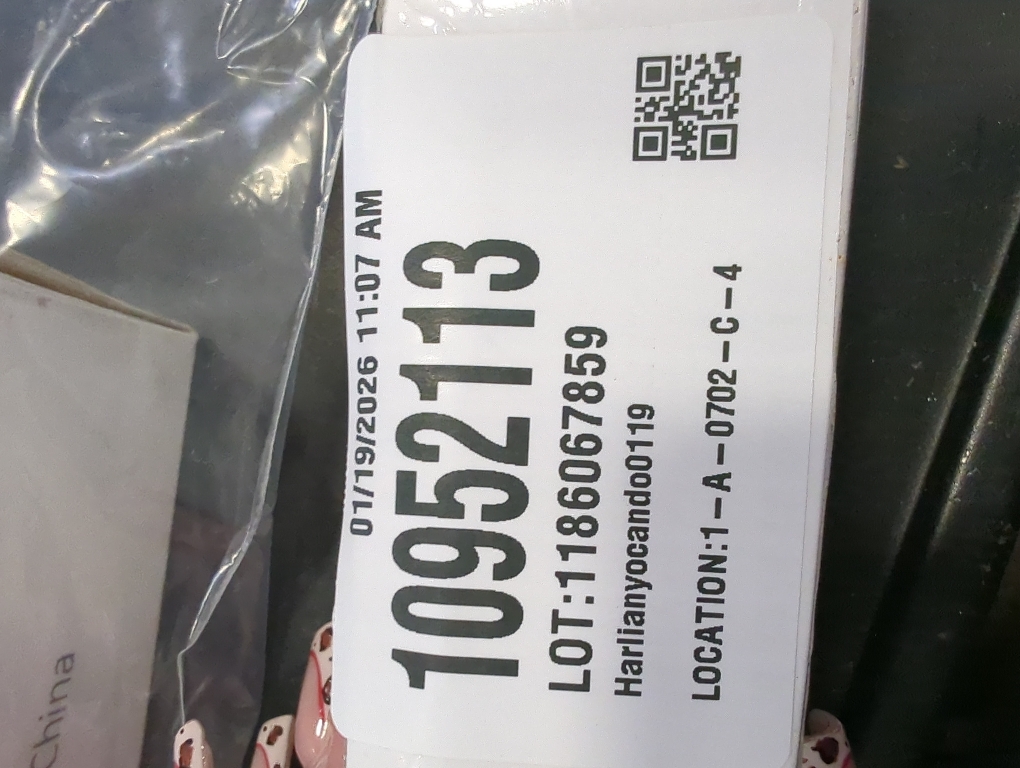 01/19/2026 11:07 AM
10952113
LOT:1186067859
Harlianyocando0119
LOCATION:1-A-0702-C-4
China